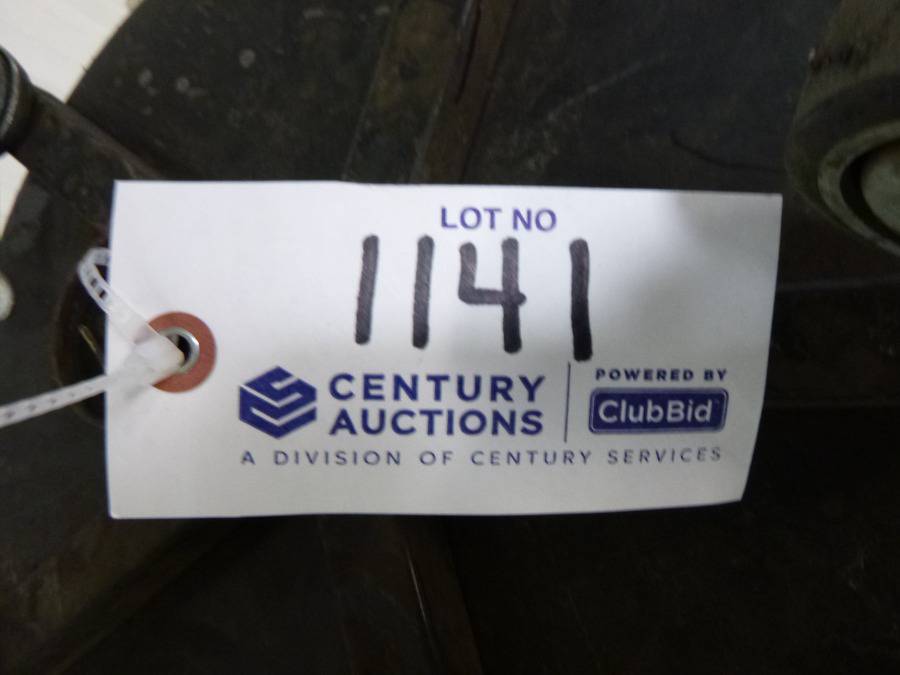 LOT NO
1141
CENTURY AUCTIONS
POWERED BY
ClubBid
A DIVISION OF CENTURY SERVICES